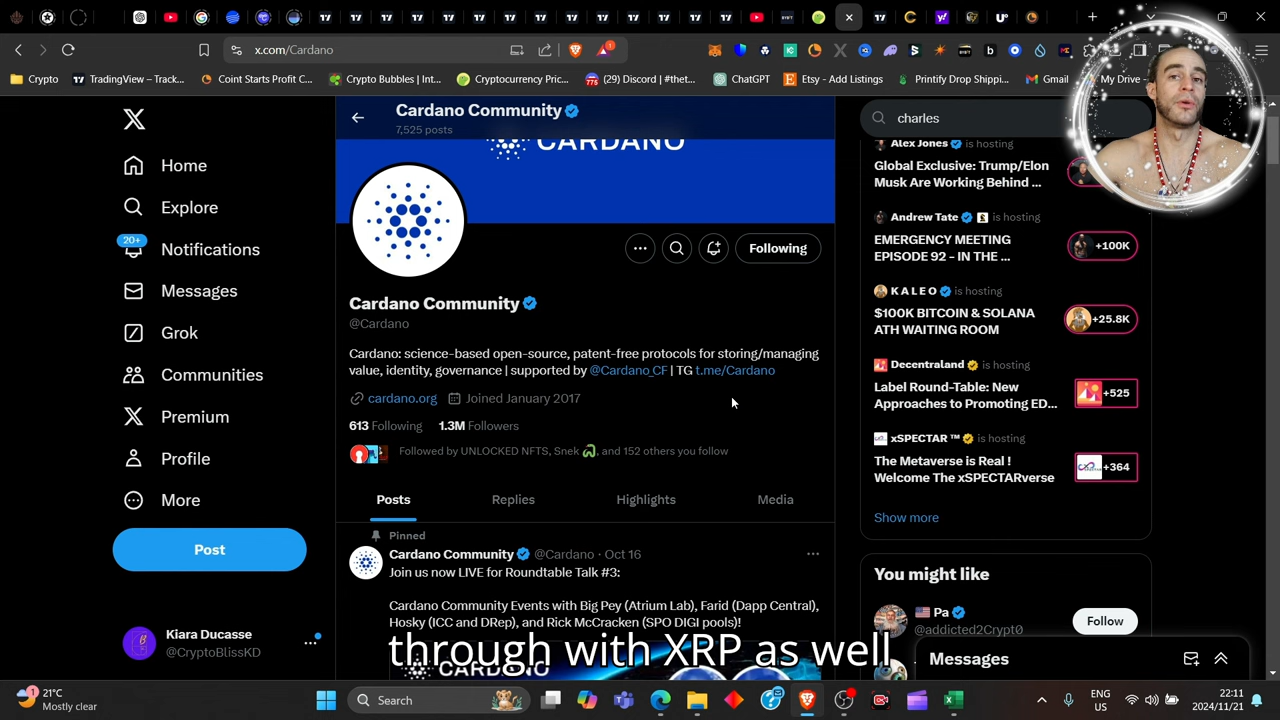 x.com/Cardano
Crypto
TradingView – Track...
Coint Starts Profit C...
Crypto Bubbles | Int...
Cryptocurrency Pric...
(29) Discord | #thet...
ChatGPT
Etsy - Add Listings
Printify Drop Shippi...
Gmail
My Drive -
Home
Explore
20+
Notifications
Messages
Grok
Communities
Premium
Profile
More
Post
Kiara Ducasse
@CryptoBlissKD
Cardano Community
7,525 posts
CARDANO
Following
Cardano Community
@Cardano
Cardano: science-based open-source, patent-free protocols for storing/managing
value, identity, governance | supported by @Cardano_CF | TG t.me/Cardano
cardano.org Joined January 2017
613 Following 1.3M Followers
Followed by UNLOCKED NFTS, Snek, and 152 others you follow
Posts Replies Highlights Media
Pinned
Cardano Community @Cardano · Oct 16
Join us now LIVE for Roundtable Talk #3:
Cardano Community Events with Big Pey (Atrium Lab), Farid (Dapp Central),
Hosky (ICC and DRep), and Rick McCracken (SPO DIGI pools)!
CARDANO
through with XRP as well
charles
Alex Jones is hosting
Global Exclusive: Trump/Elon
Musk Are Working Behind ...
Andrew Tate is hosting
EMERGENCY MEETING
EPISODE 92 - IN THE ...
+100K
K A L E O is hosting
$100K BITCOIN & SOLANA
ATH WAITING ROOM
+25.8K
Decentraland is hosting
Label Round-Table: New
Approaches to Promoting ED...
+525
xSPECTAR ™ is hosting
The Metaverse is Real !
Welcome The xSPECTARverse
+364
Show more
You might like
Pa
@addicted2Crypt0
Follow
Messages
1
21°C
Mostly clear
Search
ENG
US
22:11
2024/11/21